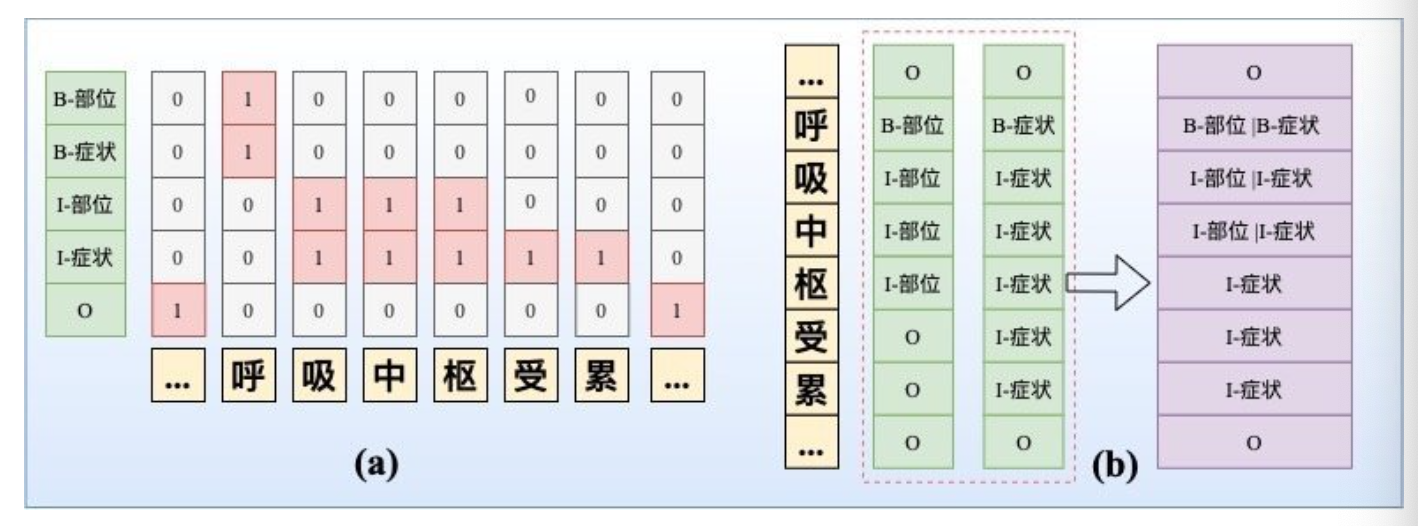 B-部位 0 1 0 0 0 0 0 0
B-症状 0 1 0 0 0 0 0 0
I-部位 0 0 1 1 1 0 0 0
I-症状 0 0 1 1 1 1 1 0
O 1 0 0 0 0 0 0 1
... 呼 吸 中 枢 受 累 ...
(a)
... O O O
呼 B-部位 B-症状 B-部位 |B-症状
吸 I-部位 I-症状 I-部位 |I-症状
中 I-部位 I-症状 I-部位 |I-症状
枢 I-部位 I-症状 I-症状
受 O I-症状 I-症状
累 O I-症状 I-症状
... O O O
(b)